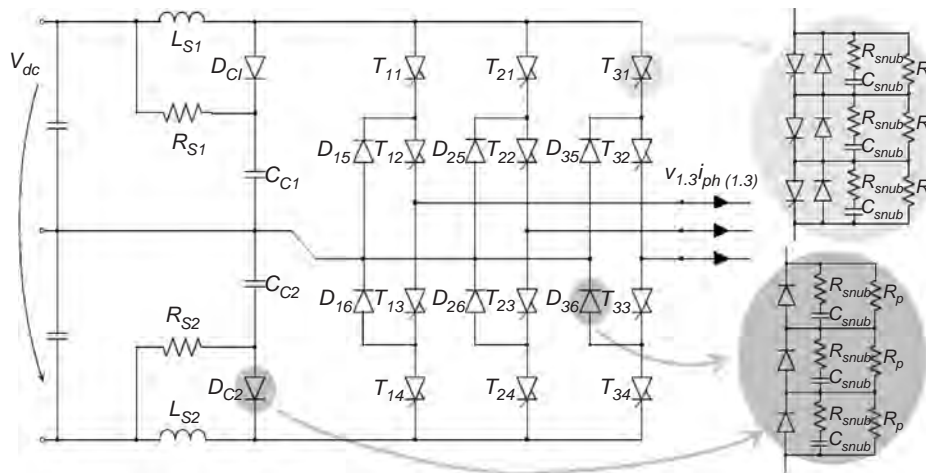 L_S1
V_dc
D_Cl
T_11
T_21
T_31
R_snub
C_snub
R
R_S1
D_15
T_12
D_25
T_22
D_35
T_32
R_snub
C_snub
R
C_C1
v_1.3 i_ph (1.3)
R_snub
C_snub
R
C_C2
D_16
T_13
D_26
T_23
D_36
T_33
R_snub
C_snub
R_p
R_S2
R_snub
C_snub
R_p
D_C2
T_14
T_24
T_34
L_S2
R_snub
C_snub
R_p